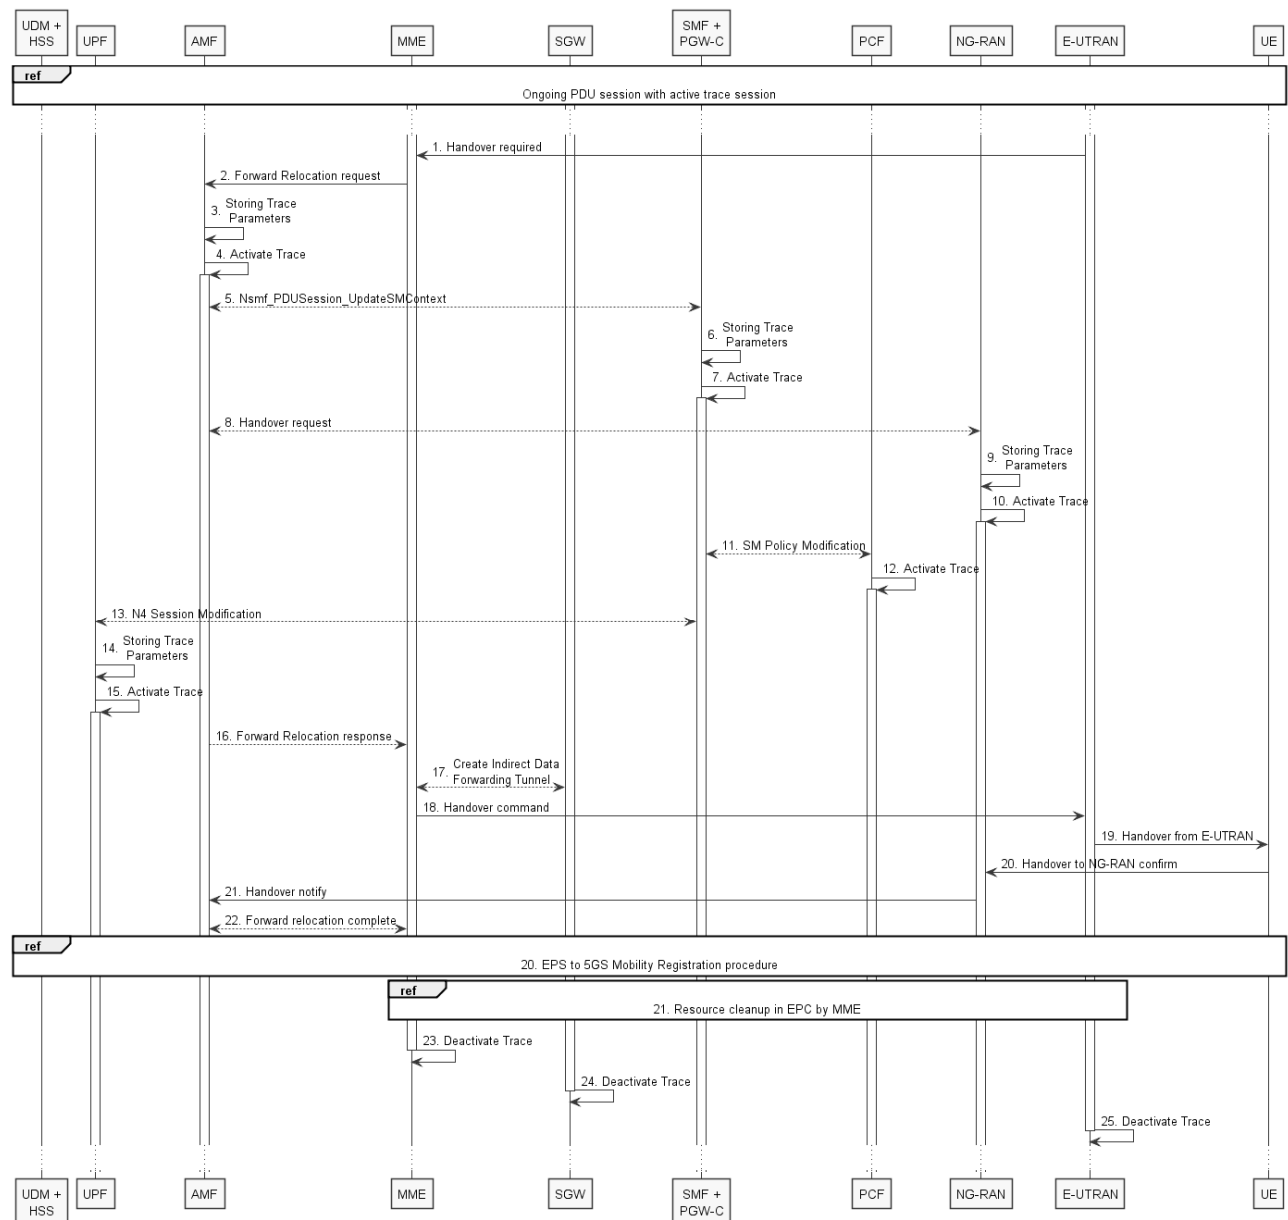 UDM +
HSS
UPF
AMF
MME
SGW
SMF +
PGW-C
PCF
NG-RAN
E-UTRAN
UE
ref
Ongoing PDU session with active trace session
1. Handover required
2. Forward Relocation request
3. Storing Trace
Parameters
4. Activate Trace
5. Nsmf_PDUSession_UpdateSMContext
6. Storing Trace
Parameters
7. Activate Trace
8. Handover request
9. Storing Trace
Parameters
10. Activate Trace
11. SM Policy Modification
12. Activate Trace
13. N4 Session Modification
14. Storing Trace
Parameters
15. Activate Trace
16. Forward Relocation response
17. Create Indirect Data
Forwarding Tunnel
18. Handover command
19. Handover from E-UTRAN
20. Handover to NG-RAN confirm
21. Handover notify
22. Forward relocation complete
ref
20. EPS to 5GS Mobility Registration procedure
ref
21. Resource cleanup in EPC by MME
23. Deactivate Trace
24. Deactivate Trace
25. Deactivate Trace
UDM +
HSS
UPF
AMF
MME
SGW
SMF +
PGW-C
PCF
NG-RAN
E-UTRAN
UE